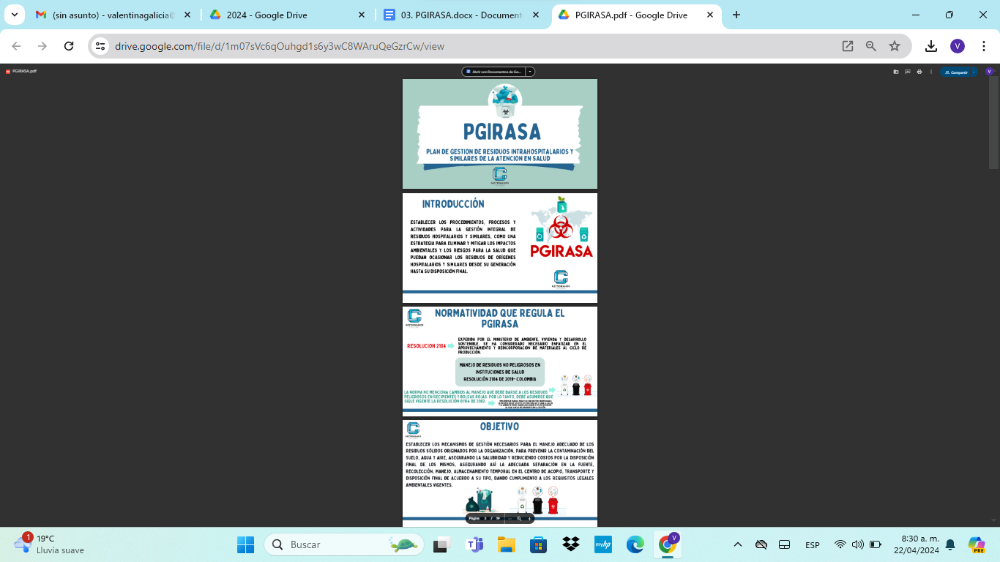 (sin asunto) - valentinagalicia@
2024 - Google Drive
03. PGIRASA.docx - Document
PGIRASA.pdf - Google Drive
drive.google.com/file/d/1m07sVc6qOuhgd1s6y3wC8WAruQeGzrCw/view
V
PGIRASA.pdf
Abrir con Documentos de Go...
Compartir
V
PGIRASA
PLAN DE GESTION DE RESIDUOS INTRAHOSPITALARIOS Y
SIMILARES DE LA ATENCION EN SALUD
GESTIONAMOS
INTRODUCCIÓN
ESTABLECER LOS PROCEDIMIENTOS, PROCESOS Y
ACTIVIDADES PARA LA GESTIÓN INTEGRAL DE
RESIDUOS HOSPITALARIOS Y SIMILARES, COMO UNA
ESTRATEGIA PARA ELIMINAR Y MITIGAR LOS IMPACTOS
AMBIENTALES Y LOS RIESGOS PARA LA SALUD QUE
PUEDAN OCASIONAR LOS RESIDUOS DE ORÍGENES
HOSPITALARIOS Y SIMILARES DESDE SU GENERACIÓN
HASTA SU DISPOSICIÓN FINAL.
PGIRASA
GESTIONAMOS
GESTIONAMOS
NORMATIVIDAD QUE REGULA EL
PGIRASA
RESOLUCION 2184
EXPEDIDA POR EL MINISTERIO DE AMBIENTE, VIVIENDA Y DESARROLLO
SOSTENIBLE, SE HA CONSIDERADO NECESARIO ENFATIZAR EN EL
APROVECHAMIENTO Y REINCORPORACIÓN DE MATERIALES AL CICLO DE
PRODUCCIÓN.
MANEJO DE RESIDUOS NO PELIGROSOS EN
INSTITUCIONES DE SALUD
RESOLUCIÓN 2184 DE 2019- COLOMBIA
LA NORMA NO MENCIONA CAMBIOS AL MANEJO QUE DEBE DARSE A LOS RESIDUOS
PELIGROSOS EN RECIPIENTES Y BOLSAS ROJAS. POR LO TANTO, DEBE ASUMIRSE QUE
SIGUE VIGENTE LA RESOLUCIÓN 01164 DE 2002.
GESTIONAMOS
OBJETIVO
ESTABLECER LOS MECANISMOS DE GESTIÓN NECESARIOS PARA EL MANEJO ADECUADO DE LOS
RESIDUOS SÓLIDOS ORIGINADOS POR LA ORGANIZACIÓN, PARA PREVENIR LA CONTAMINACIÓN DEL
SUELO, AGUA Y AIRE, ASEGURANDO LA SALUBRIDAD Y REDUCIENDO COSTOS POR LA DISPOSICIÓN
FINAL DE LOS MISMOS, ASEGURANDO ASÍ LA ADECUADA SEPARACIÓN EN LA FUENTE,
RECOLECCIÓN, MANEJO, ALMACENAMIENTO TEMPORAL EN EL CENTRO DE ACOPIO, TRANSPORTE Y
DISPOSICIÓN FINAL DE ACUERDO A SU TIPO, DANDO CUMPLIMIENTO A LOS REQUISITOS LEGALES
AMBIENTALES VIGENTES.
Página 2 / 19
1
19°C
Lluvia suave
Buscar
myhp
V
ESP
8:30 a. m.
22/04/2024
PRE